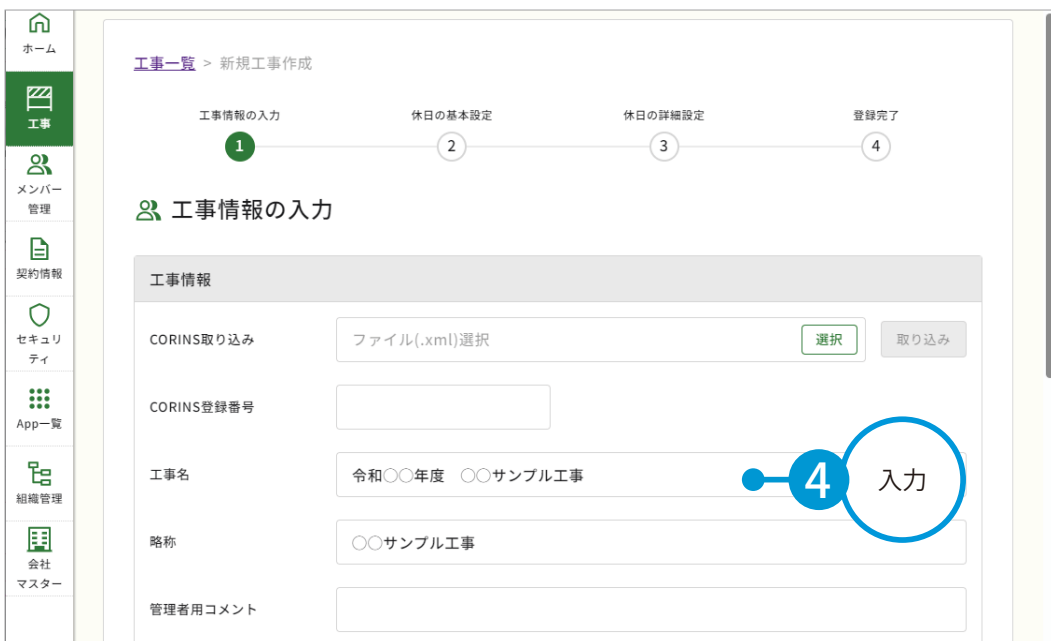 ホーム
工事
メンバー
管理
契約情報
セキュリ
ティ
App一覧
組織管理
会社
マスター
工事一覧 > 新規工事作成
工事情報の入力
1
休日の基本設定
2
休日の詳細設定
3
登録完了
4
工事情報の入力
工事情報
CORINS取り込み
ファイル(.xml)選択
選択
取り込み
CORINS登録番号
工事名
令和○○年度 ○○サンプル工事
4
入力
略称
○○サンプル工事
管理者用コメント